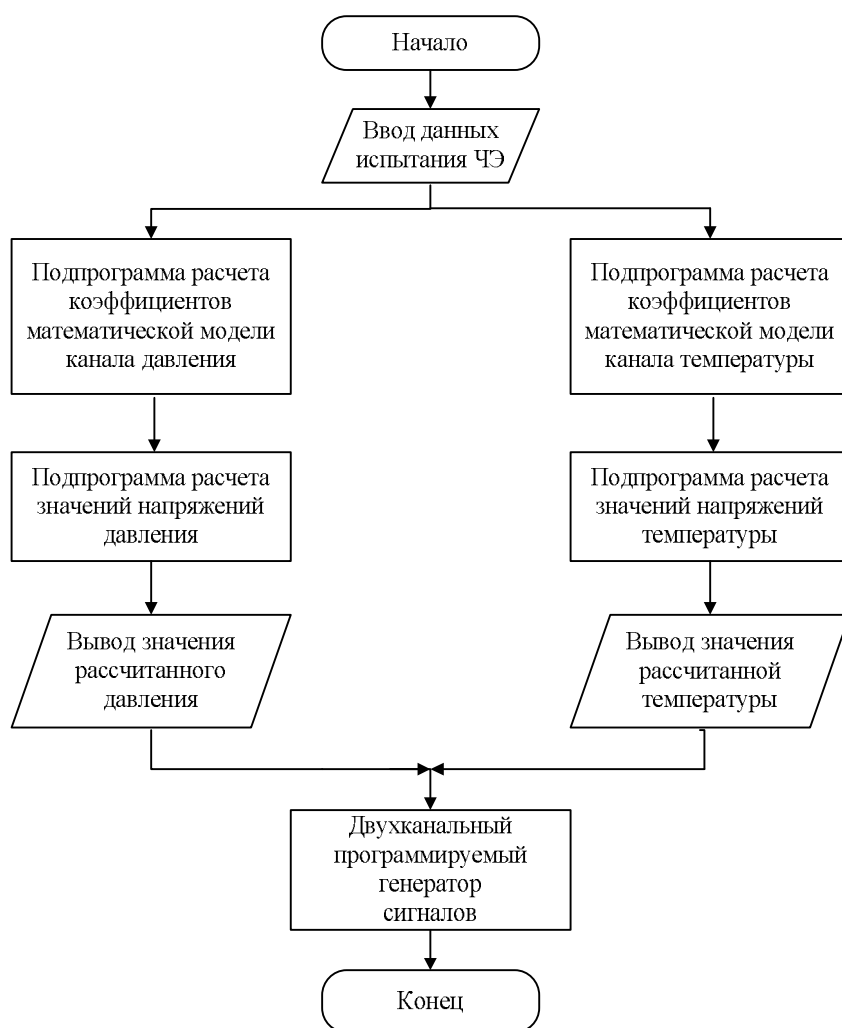 Начало
Ввод данных
испытания ЧЭ
Подпрограмма расчета
коэффициентов
математической модели
канала давления
Подпрограмма расчета
коэффициентов
математической модели
канала температуры
Подпрограмма расчета
значений напряжений
давления
Подпрограмма расчета
значений напряжений
температуры
Вывод значения
рассчитанного
давления
Вывод значения
рассчитанной
температуры
Двухканальный
программируемый
генератор
сигналов
Конец